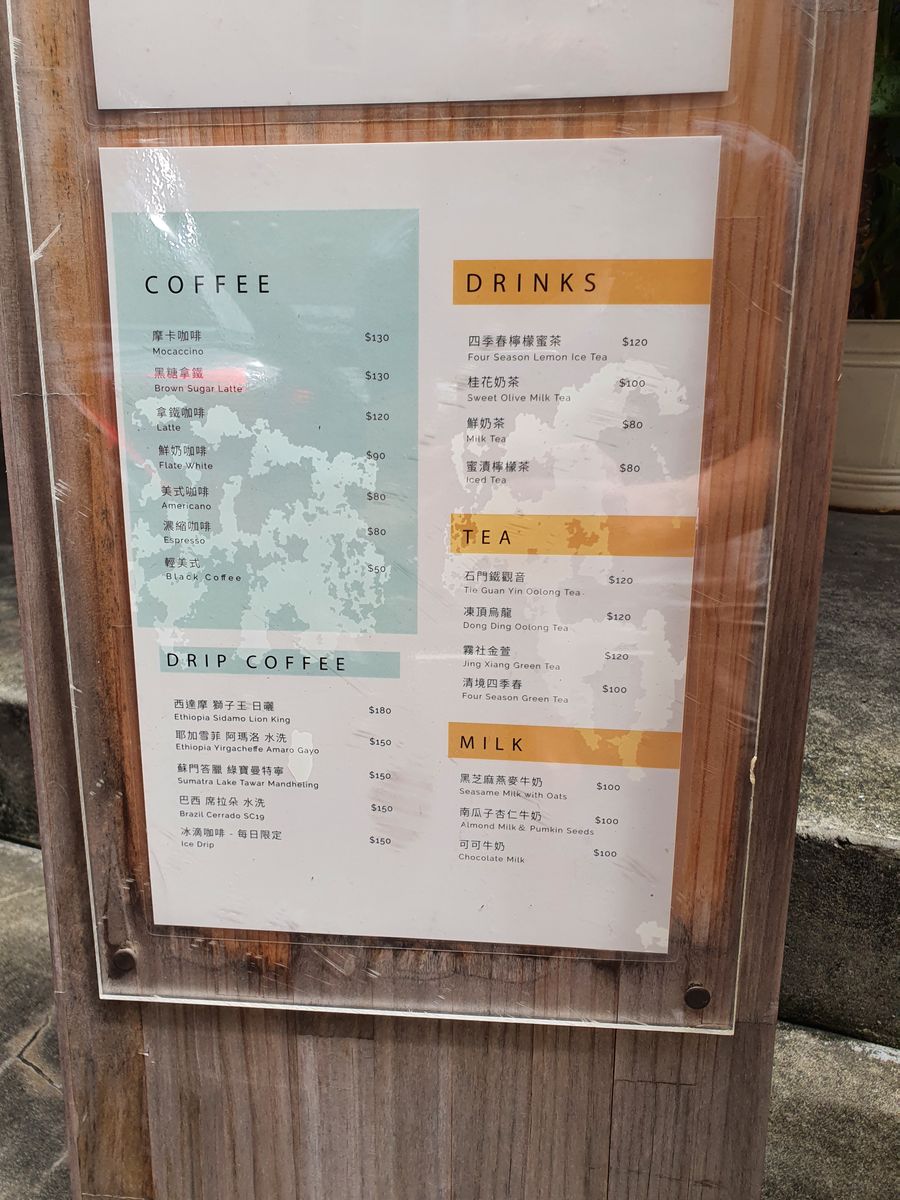 COFFEE
摩卡咖啡 $130
Mocaccino
黑糖拿鐵 $130
Brown Sugar Latte
拿鐵咖啡 $120
Latte
鮮奶咖啡 $90
Flate White
美式咖啡 $80
Americano
濃縮咖啡 $80
Espresso
輕美式 $50
Black Coffee
DRIP COFFEE
西達摩 獅子王 日曬 $180
Ethiopia Sidamo Lion King
耶加雪菲 阿瑪洛 水洗 $150
Ethiopia Yirgacheffe Amaro Gayo
蘇門答臘 綠寶曼特寧 $150
Sumatra Lake Tawar Mandheling
巴西 席拉朵 水洗 $150
Brazil Cerrado SC19
冰滴咖啡 - 每日限定 $150
Ice Drip
DRINKS
四季春檸檬蜜茶 $120
Four Season Lemon Ice Tea
桂花奶茶 $100
Sweet Olive Milk Tea
鮮奶茶 $80
Milk Tea
蜜漬檸檬茶 $80
Iced Tea
TEA
石門鐵觀音 $120
Tie Guan Yin Oolong Tea
凍頂烏龍 $120
Dong Ding Oolong Tea
霧社金萱 $120
Jing Xiang Green Tea
清境四季春 $100
Four Season Green Tea
MILK
黑芝麻燕麥牛奶 $100
Seasame Milk with Oats
南瓜子杏仁牛奶 $100
Almond Milk & Pumkin Seeds
可可牛奶 $100
Chocolate Milk